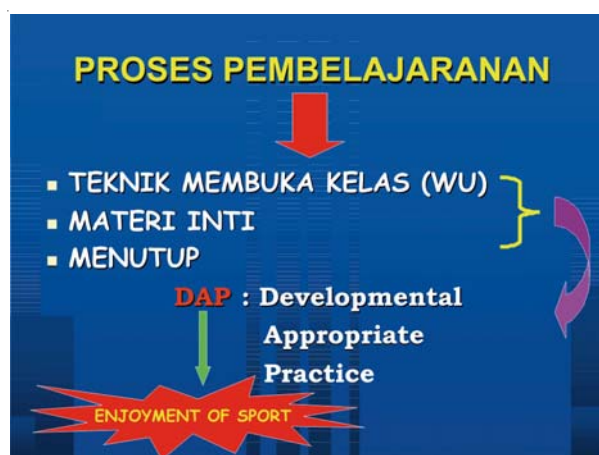 PROSES PEMBELAJARANAN
TEKNIK MEMBUKA KELAS (WU)
MATERI INTI
MENUTUP
DAP : Developmental
Appropriate
Practice
ENJOYMENT OF SPORT